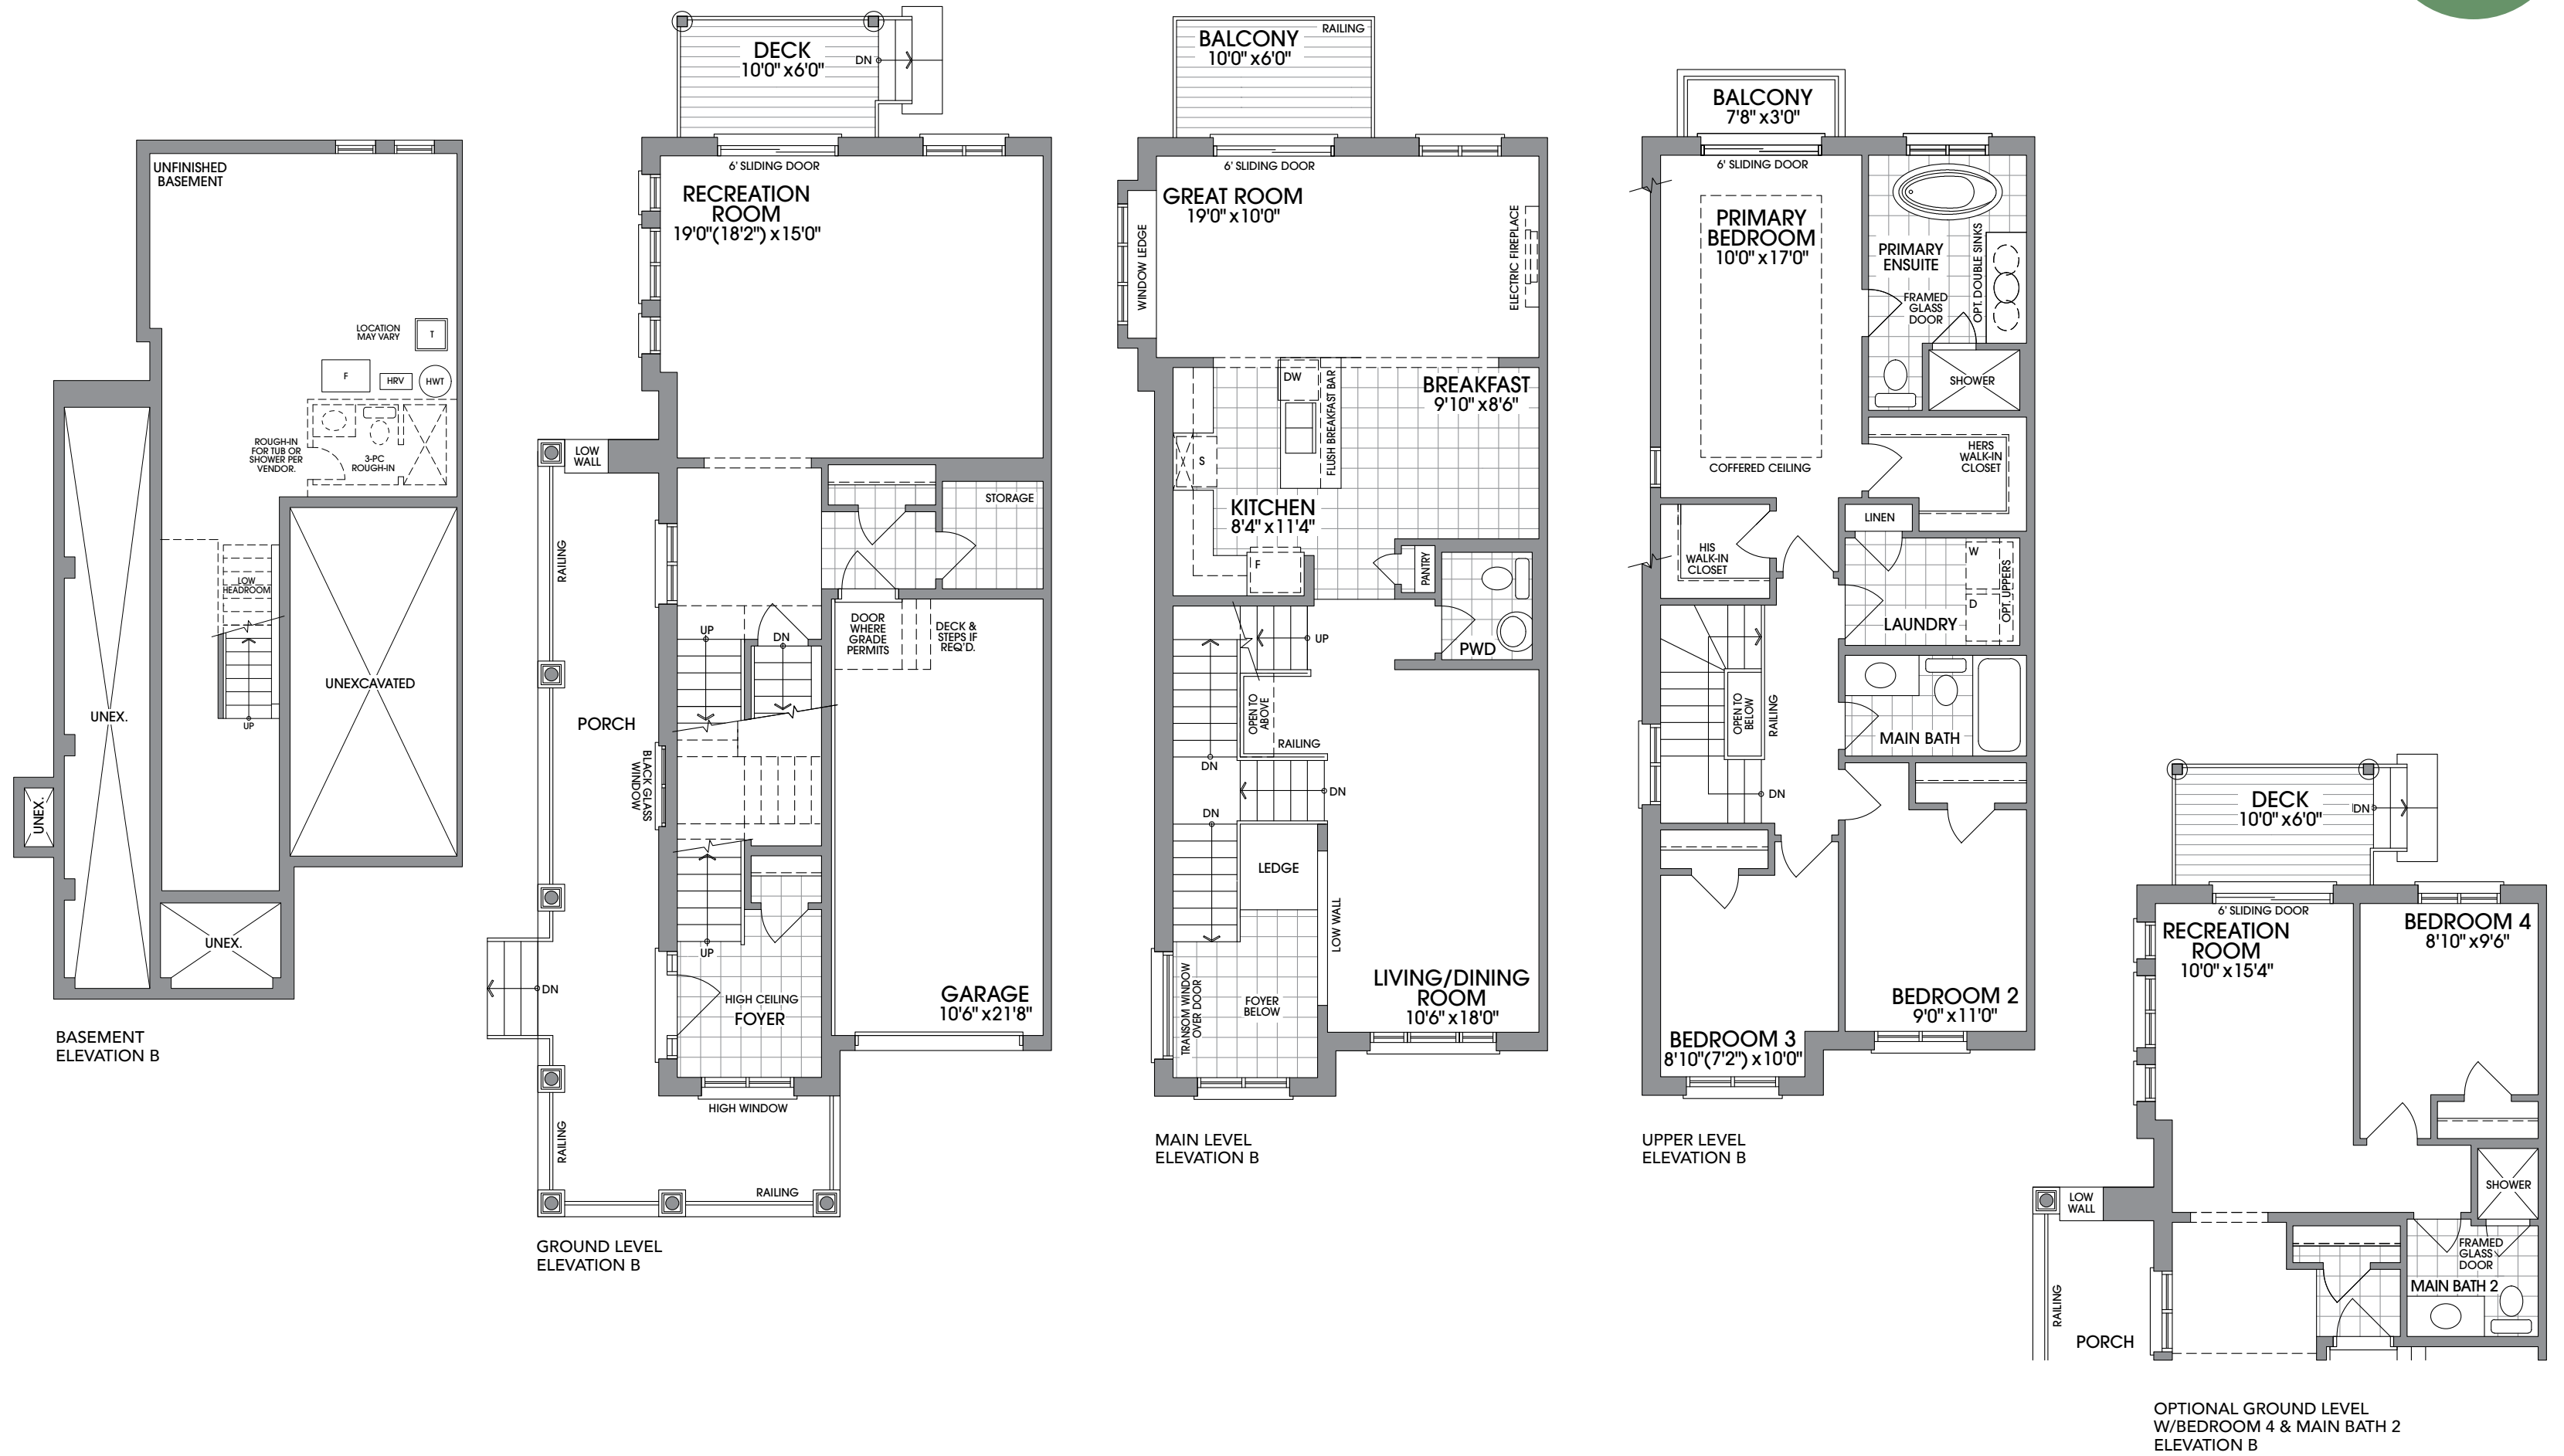 UNFINISHED
BASEMENT
LOCATION
MAY VARY
T
F
HRV
HWT
ROUGH-IN
FOR TUB OR
SHOWER PER
VENDOR.
3-PC
ROUGH-IN
LOW
HEADROOM
UP
UNEXCAVATED
UNEX.
UNEX.
UNEX.
BASEMENT
ELEVATION B
DECK
10'0" x6'0"
DN
6' SLIDING DOOR
RECREATION
ROOM
19'0"(18'2") x15'0"
LOW
WALL
STORAGE
RAILING
UP
DN
DOOR
WHERE
GRADE
PERMITS
DECK &
STEPS IF
REQ'D.
PORCH
BLACK GLASS
WINDOW
UP
DN
HIGH CEILING
FOYER
GARAGE
10'6" x21'8"
HIGH WINDOW
RAILING
RAILING
GROUND LEVEL
ELEVATION B
BALCONY
10'0" x6'0"
RAILING
6' SLIDING DOOR
GREAT ROOM
19'0" x10'0"
WINDOW LEDGE
ELECTRIC FIREPLACE
DW
FLUSH BREAKFAST BAR
BREAKFAST
9'10" x8'6"
S
KITCHEN
8'4" x11'4"
F
PANTRY
UP
PWD
OPEN TO
ABOVE
RAILING
DN
DN
DN
LEDGE
LOW WALL
TRANSOM WINDOW
OVER DOOR
FOYER
BELOW
LIVING/DINING
ROOM
10'6" x18'0"
MAIN LEVEL
ELEVATION B
BALCONY
7'8" x3'0"
6' SLIDING DOOR
PRIMARY
BEDROOM
10'0" x17'0"
PRIMARY
ENSUITE
OPT. DOUBLE SINKS
FRAMED
GLASS
DOOR
SHOWER
COFFERED CEILING
HERS
WALK-IN
CLOSET
LINEN
HIS
WALK-IN
CLOSET
W
D
OPT. UPPERS
LAUNDRY
OPEN TO
BELOW
RAILING
MAIN BATH
DN
BEDROOM 2
9'0" x11'0"
BEDROOM 3
8'10"(7'2") x10'0"
UPPER LEVEL
ELEVATION B
DECK
10'0" x6'0"
DN
6' SLIDING DOOR
RECREATION
ROOM
10'0" x15'4"
BEDROOM 4
8'10" x9'6"
SHOWER
LOW
WALL
FRAMED
GLASS
DOOR
MAIN BATH 2
RAILING
PORCH
OPTIONAL GROUND LEVEL
W/BEDROOM 4 & MAIN BATH 2
ELEVATION B